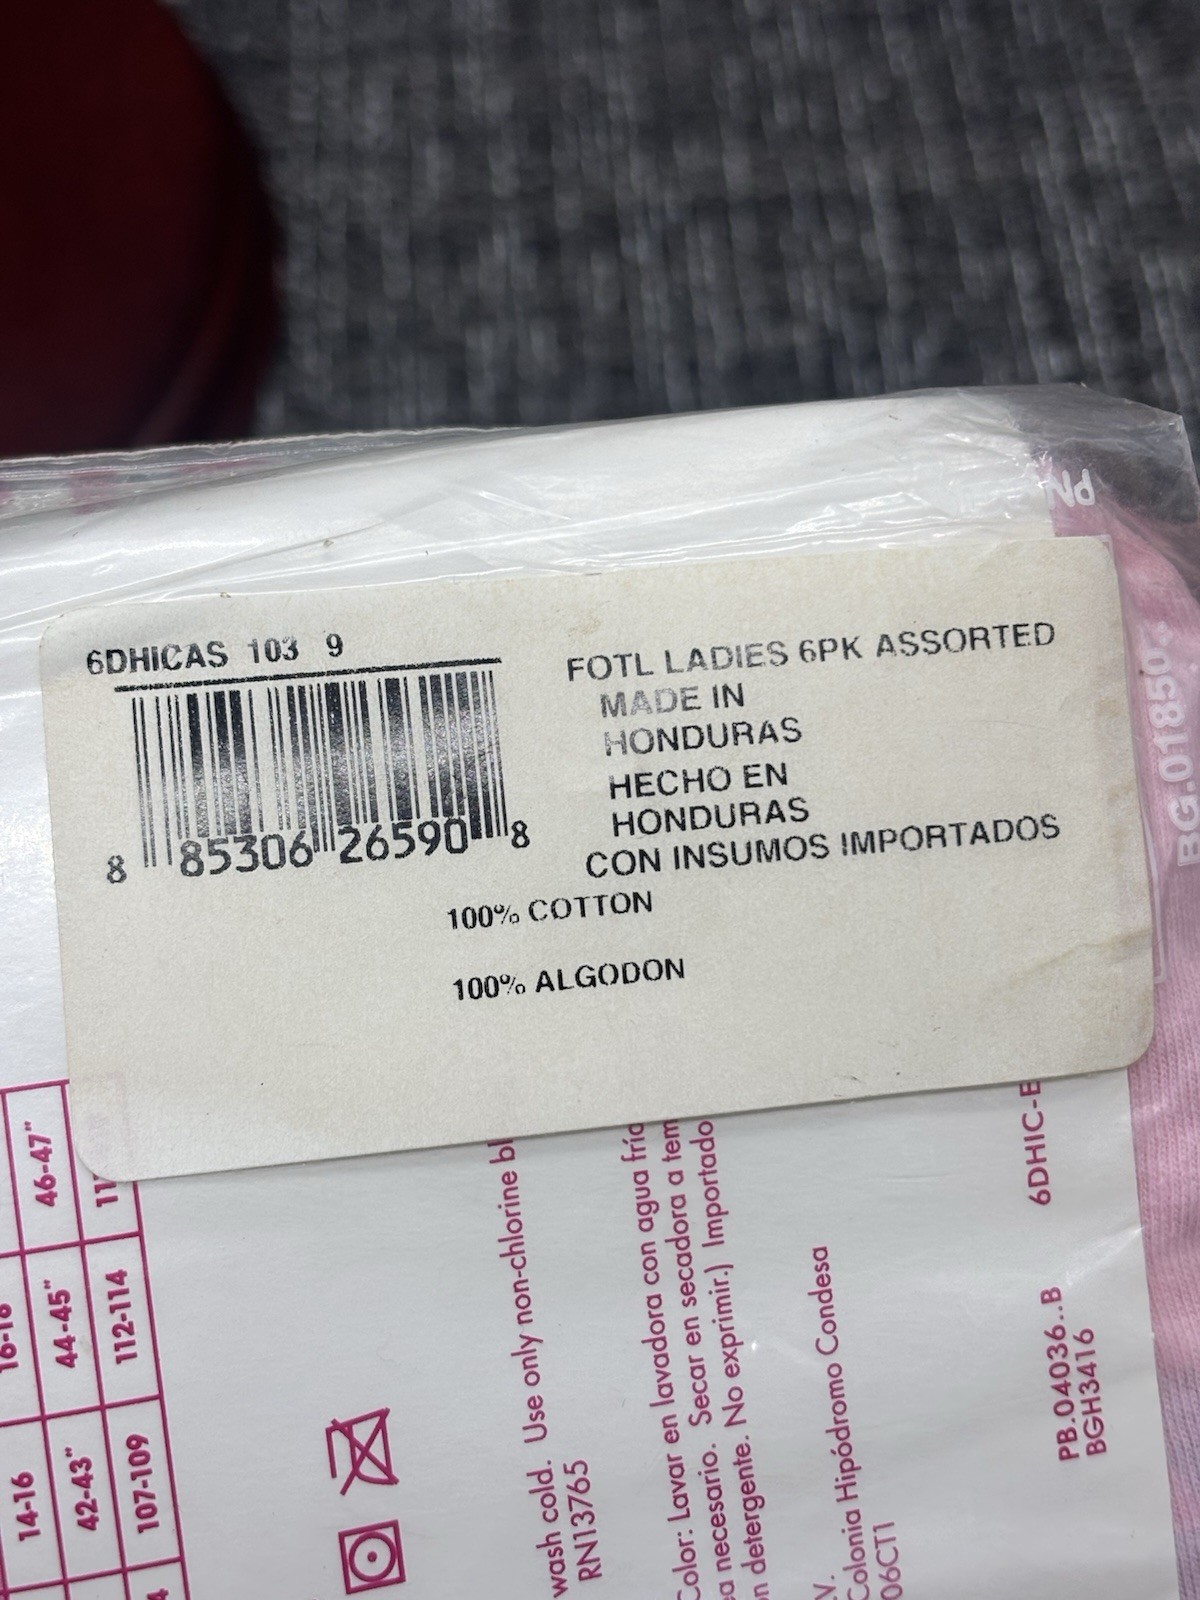 6DHICAS 103 9
8 85306 26590 8
FOTL LADIES 6PK ASSORTED
MADE IN
HONDURAS
HECHO EN
HONDURAS
CON INSUMOS IMPORTADOS
100% COTTON
100% ALGODON
PN
BG.01850
46-47"
44-45"
112-114
14-16
42-43"
107-109
wash cold. Use only non-chlorine
RN13765
Color: Lavar en lavadora con agua
necesario. Secar en secadora a
detergente. No exprimir.) Importado
Colonia Hipódromo Condesa
06CT1
6DHIC-E
PB.04036..B
BGH3416